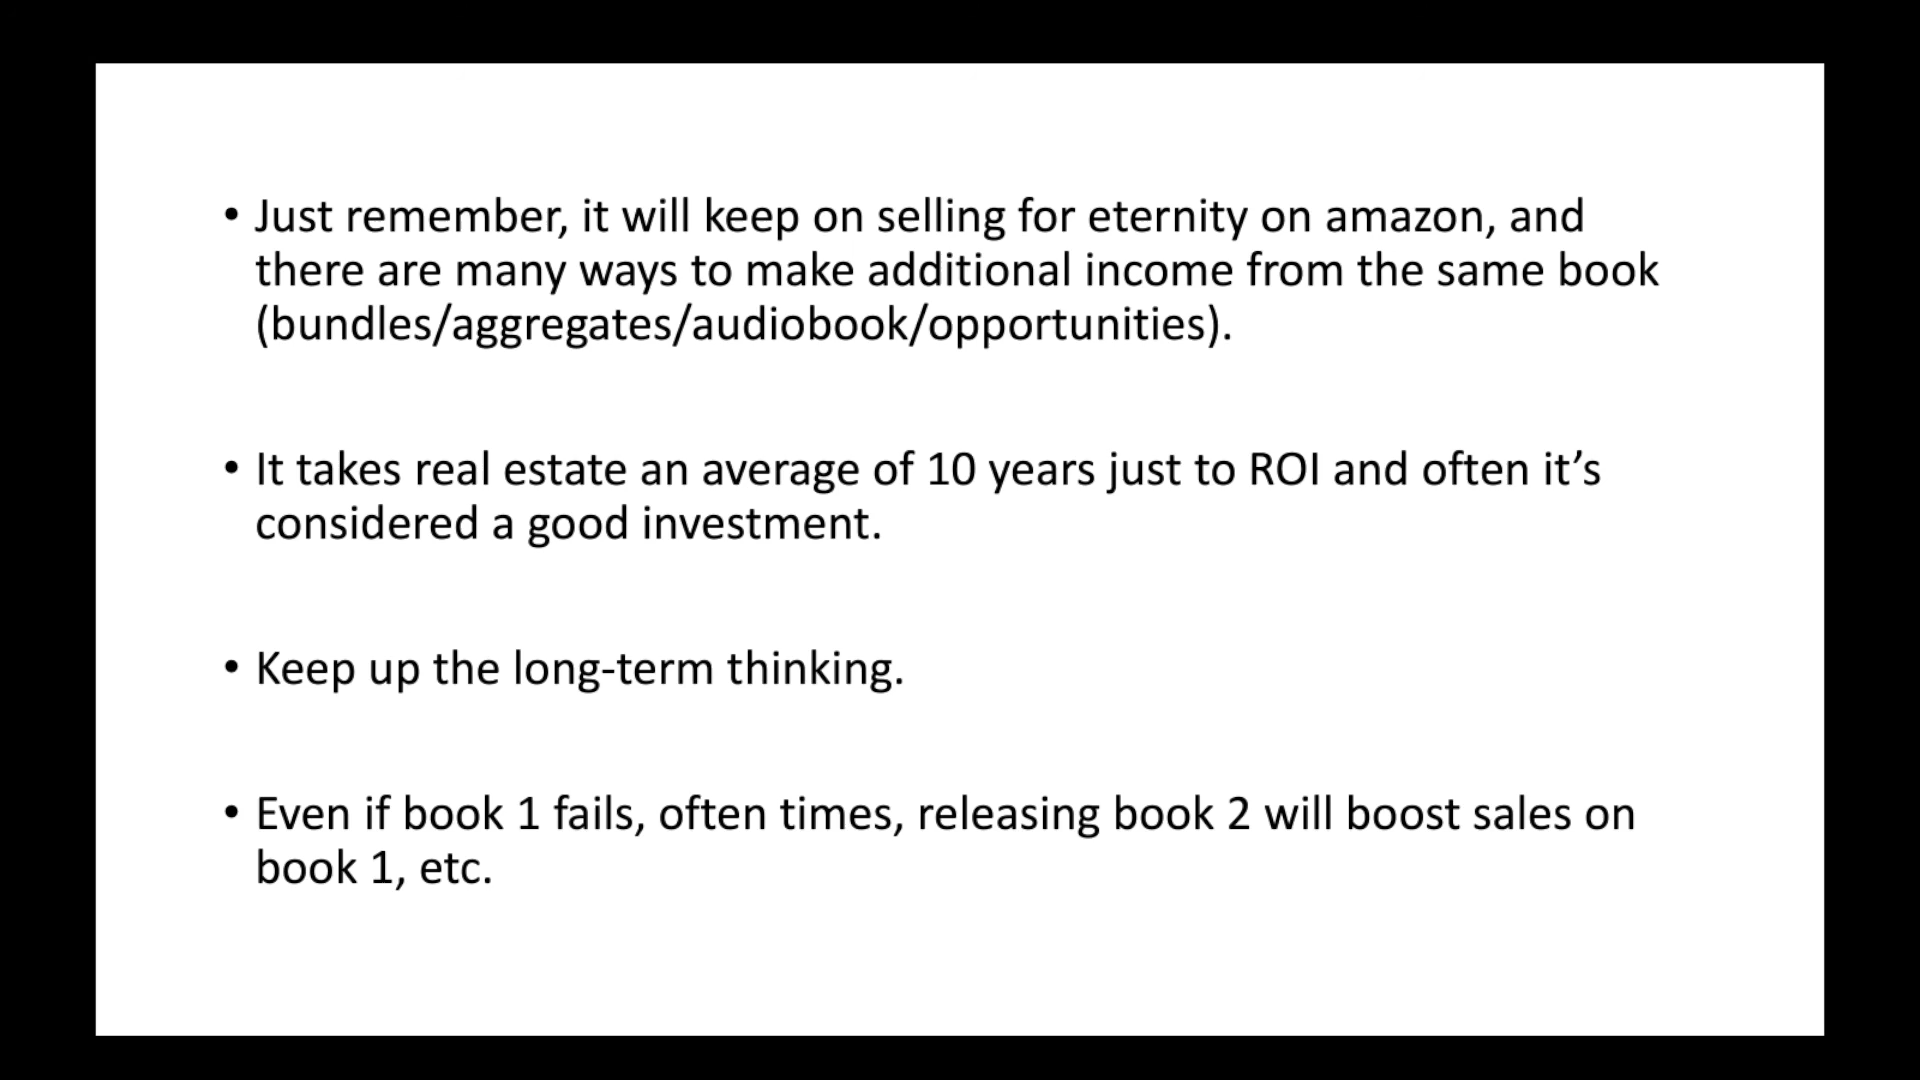 • Just remember, it will keep on selling for eternity on amazon, and
there are many ways to make additional income from the same book
(bundles/aggregates/audiobook/opportunities).
• It takes real estate an average of 10 years just to ROI and often it’s
considered a good investment.
• Keep up the long-term thinking.
• Even if book 1 fails, often times, releasing book 2 will boost sales on
book 1, etc.